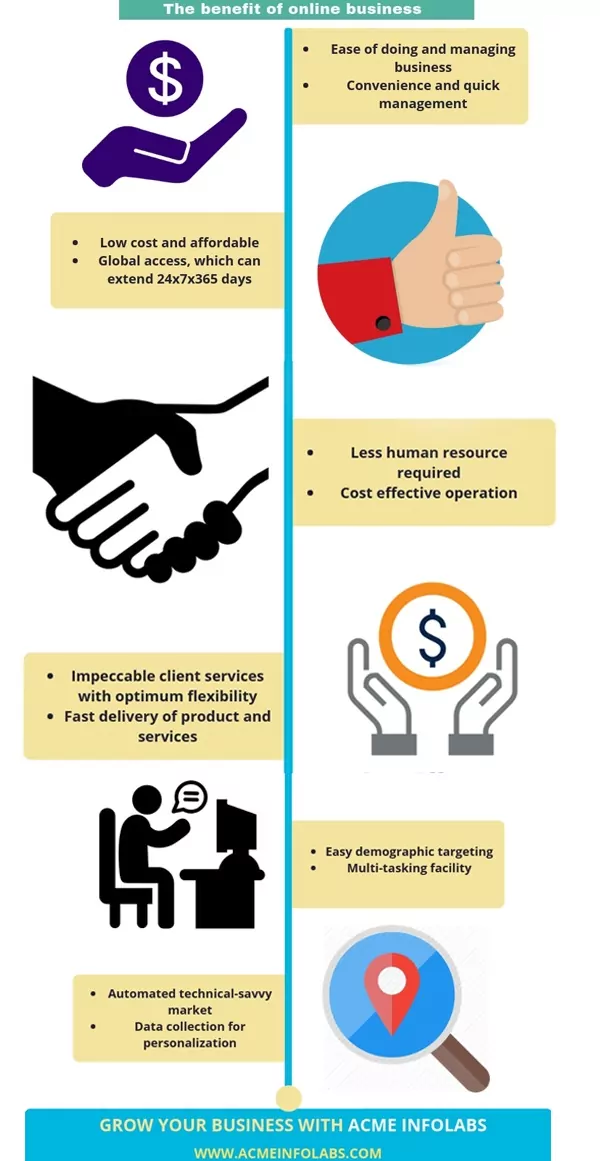 The benefit of online business
• Ease of doing and managing
business
• Convenience and quick
management
• Low cost and affordable
• Global access, which can
extend 24x7x365 days
• Less human resource
required
• Cost effective operation
• Impeccable client services
with optimum flexibility
• Fast delivery of product and
services
• Easy demographic targeting
• Multi-tasking facility
• Automated technical-savvy
market
• Data collection for
personalization
GROW YOUR BUSINESS WITH ACME INFOLABS
WWW.ACMEINFOLABS.COM